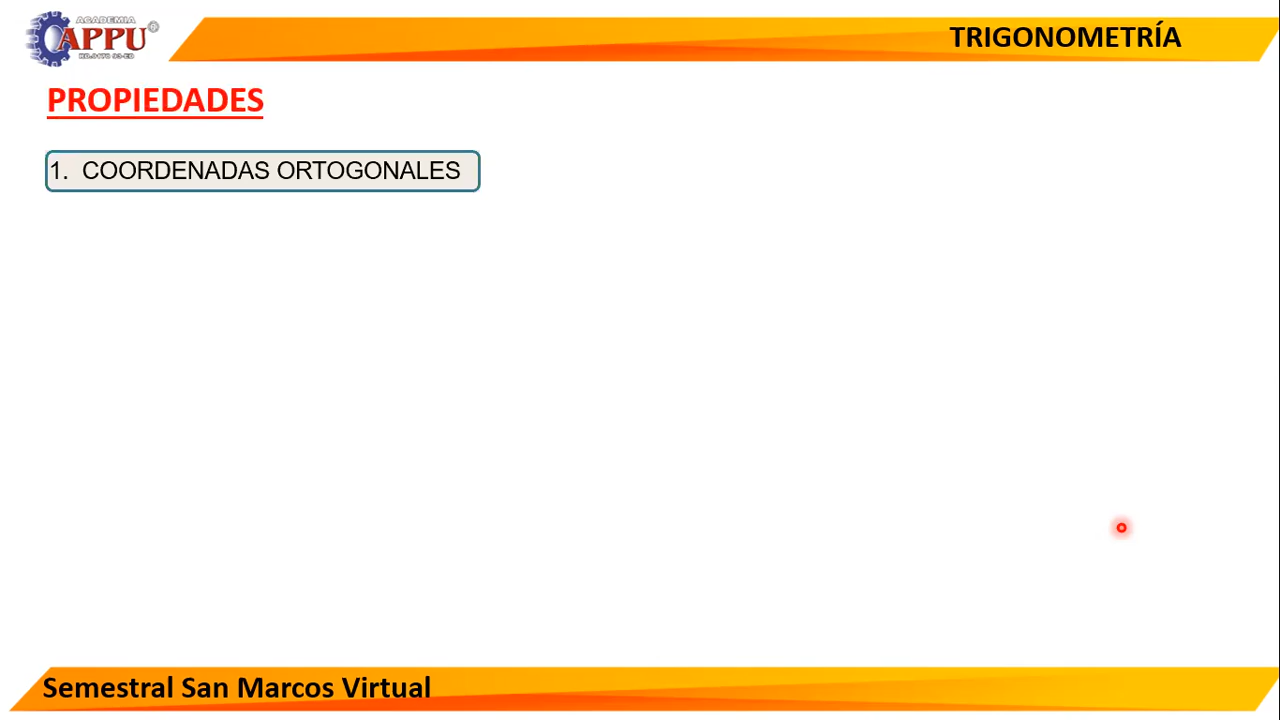 ACADEMIA
APPU®
TRIGONOMETRÍA
PROPIEDADES
1. COORDENADAS ORTOGONALES
Semestral San Marcos Virtual